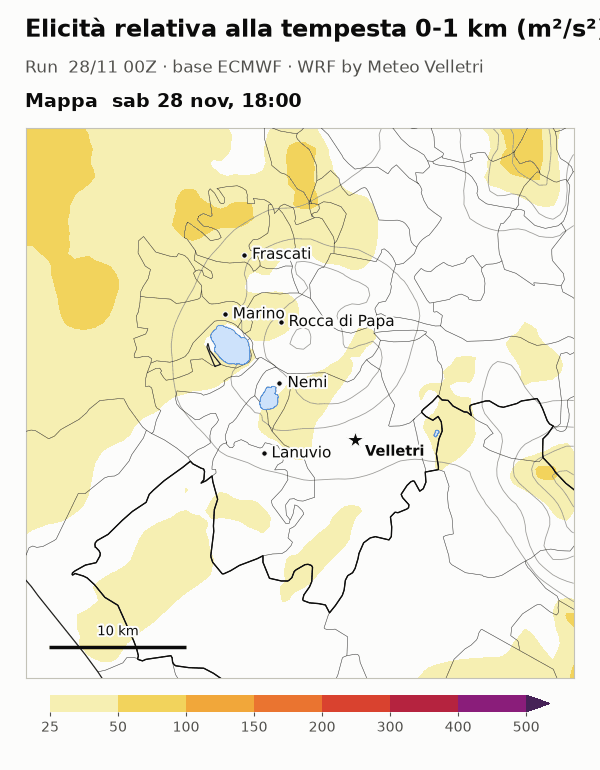 Elicità relativa alla tempesta 0-1 km (m²/s²)
Run  28/11 00Z · base ECMWF · WRF by Meteo Velletri
Mappa  sab 28 nov, 18:00
Frascati
Marino
Rocca di Papa
Nemi
Velletri
Lanuvio
10 km
25 50 100 150 200 300 400 500